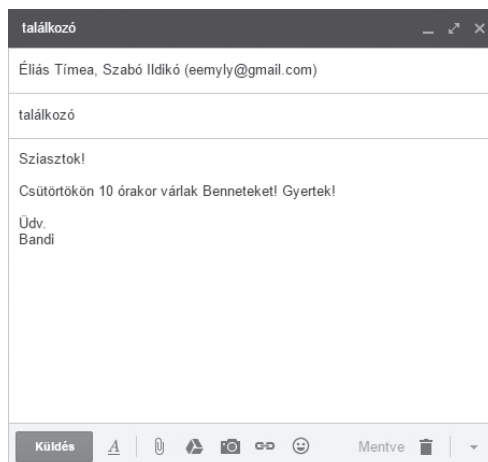 találkozó
Éliás Tímea, Szabó Ildikó (eemyly@gmail.com)
találkozó
Sziasztok!
Csütörtökön 10 órakor várlak Benneteket! Gyertek!
Üdv.
Bandi
Küldés A Mentve